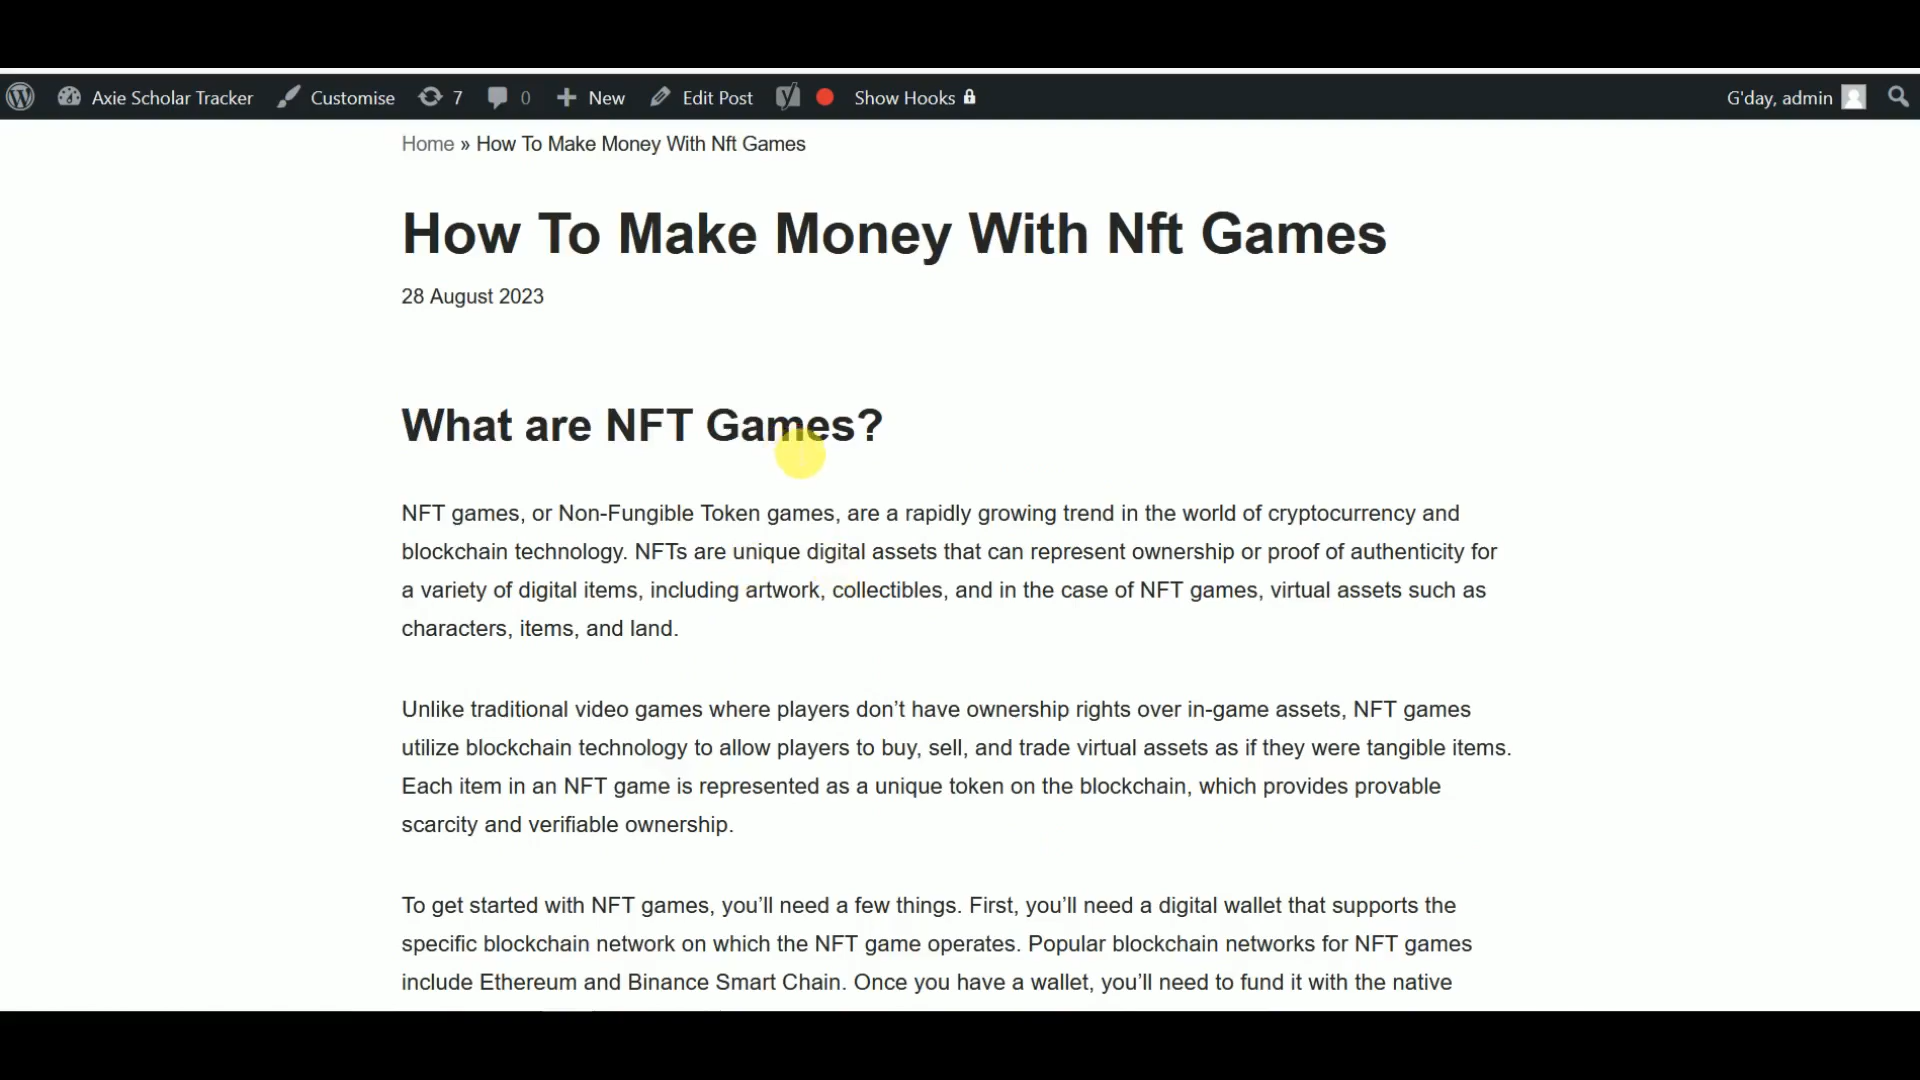 Axie Scholar Tracker Customise 7 0 New Edit Post Show Hooks G'day, admin
Home » How To Make Money With Nft Games
How To Make Money With Nft Games
28 August 2023
What are NFT Games?
NFT games, or Non-Fungible Token games, are a rapidly growing trend in the world of cryptocurrency and
blockchain technology. NFTs are unique digital assets that can represent ownership or proof of authenticity for
a variety of digital items, including artwork, collectibles, and in the case of NFT games, virtual assets such as
characters, items, and land.
Unlike traditional video games where players don’t have ownership rights over in-game assets, NFT games
utilize blockchain technology to allow players to buy, sell, and trade virtual assets as if they were tangible items.
Each item in an NFT game is represented as a unique token on the blockchain, which provides provable
scarcity and verifiable ownership.
To get started with NFT games, you’ll need a few things. First, you’ll need a digital wallet that supports the
specific blockchain network on which the NFT game operates. Popular blockchain networks for NFT games
include Ethereum and Binance Smart Chain. Once you have a wallet, you’ll need to fund it with the native